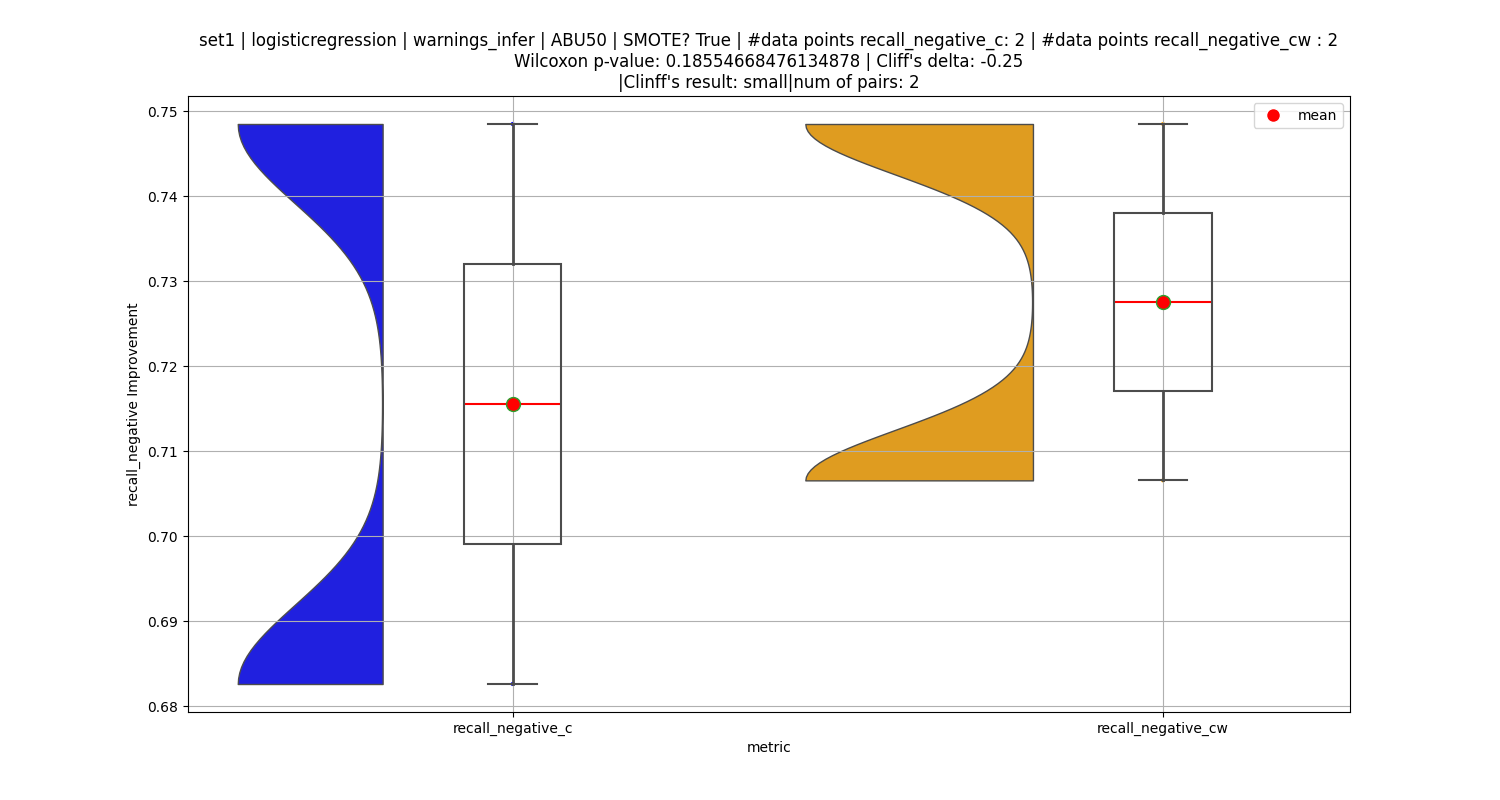 set1 | logisticregression | warnings_infer | ABU50 | SMOTE? True | #data points recall_negative_c: 2 | #data points recall_negative_cw : 2
Wilcoxon p-value: 0.18554668476134878 | Cliff's delta: -0.25
|Clinff's result: small|num of pairs: 2
mean
0.75
0.74
0.73
0.72
0.71
0.70
0.69
0.68
recall_negative Improvement
recall_negative_c
recall_negative_cw
metric